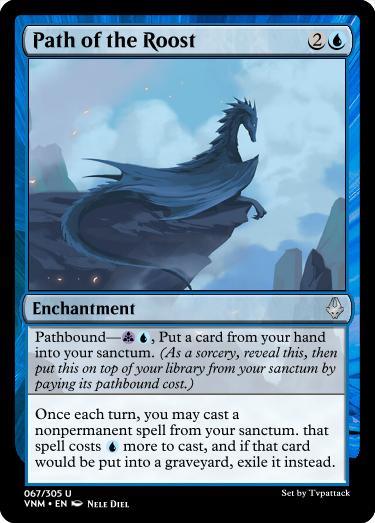 Path of the Roost 2
Enchantment
Pathbound—, Put a card from your hand
into your sanctum. (As a sorcery, reveal this, then
put this on top of your library from your sanctum by
paying its pathbound cost.)
Once each turn, you may cast a
nonpermanent spell from your sanctum. that
spell costs more to cast, and if that card
would be put into a graveyard, exile it instead.
067/305 U
VNM • EN Nele Diel
Set by Tvpattack